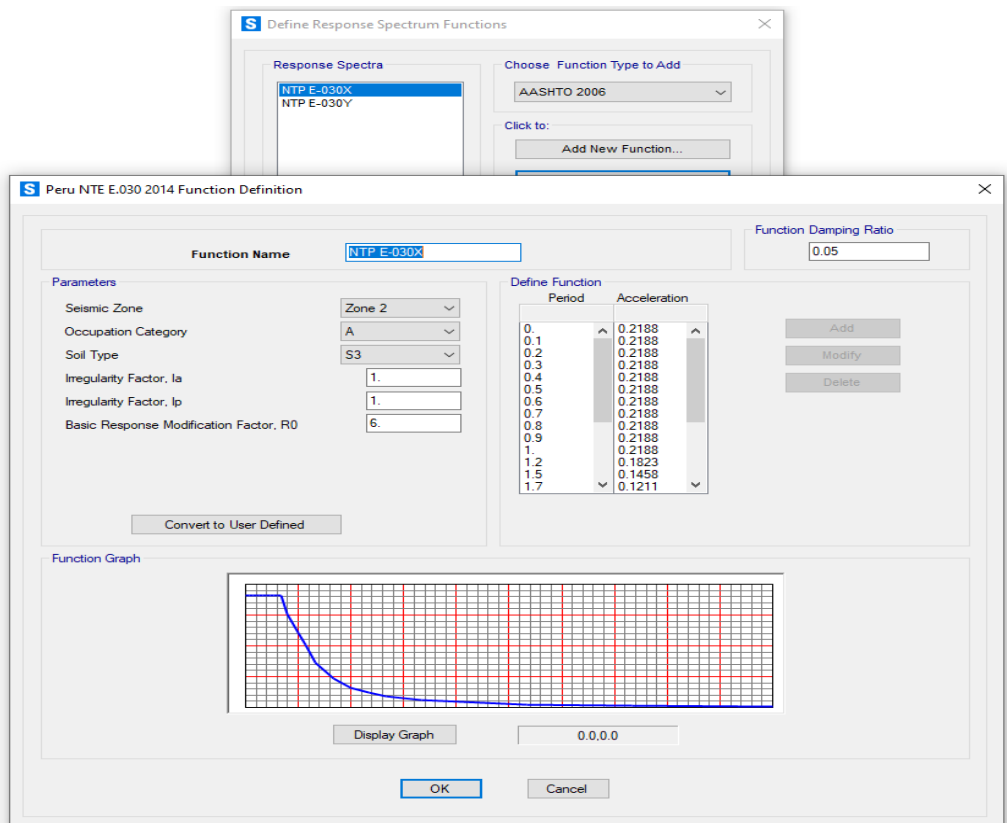 S Define Response Spectrum Functions
Response Spectra
NTP E-030X
NTP E-030Y
Choose Function Type to Add
AASHTO 2006
Click to:
Add New Function...
S Peru NTE E.030 2014 Function Definition
Function Name
NTP E-030X
Function Damping Ratio
0.05
Parameters
Seismic Zone Zone 2
Occupation Category A
Soil Type S3
Irregularity Factor, Ia 1.
Irregularity Factor, Ip 1.
Basic Response Modification Factor, R0 6.
Convert to User Defined
Define Function
Period Acceleration
0. 0.2188
0.1 0.2188
0.2 0.2188
0.3 0.2188
0.4 0.2188
0.5 0.2188
0.6 0.2188
0.7 0.2188
0.8 0.2188
0.9 0.2188
1. 0.2188
1.2 0.1823
1.5 0.1458
1.7 0.1211
Add
Modify
Delete
Function Graph
Display Graph
0.0,0.0
OK
Cancel